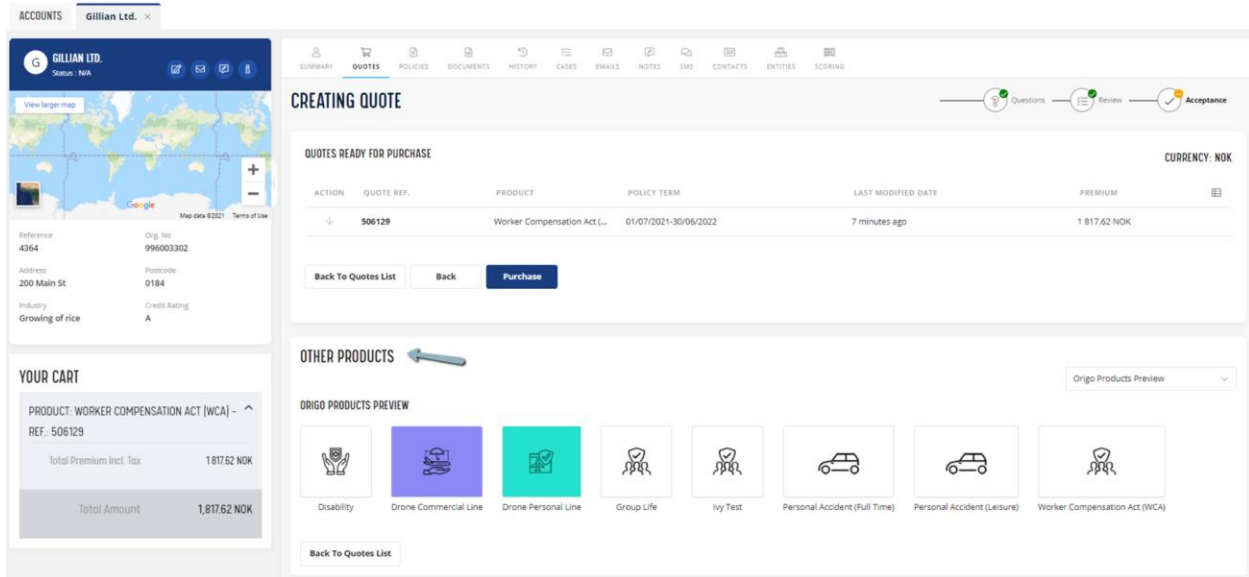 ACCOUNTS
Gillian Ltd. ×
G
GILLIAN LTD.
Status : N/A
View larger map
+
−
Google
Map data ©2021 Terms of Use
Reference
Org. No
4364
996003302
Address
Postcode
200 Main St
0184
Industry
Credit Rating
Growing of rice
A
YOUR CART
PRODUCT: WORKER COMPENSATION ACT (WCA) -
REF.: 506129
Total Premium Incl. Tax 1 817.62 NOK
Total Amount 1,817.62 NOK
SUMMARY QUOTES POLICIES DOCUMENTS HISTORY CASES EMAILS NOTES SMS CONTACTS ENTITIES SCORING
CREATING QUOTE
Questions Review Acceptance
QUOTES READY FOR PURCHASE
CURRENCY: NOK
ACTION QUOTE REF. PRODUCT POLICY TERM LAST MODIFIED DATE PREMIUM
506129 Worker Compensation Act (... 01/07/2021-30/06/2022 7 minutes ago 1 817.62 NOK
Back To Quotes List Back Purchase
OTHER PRODUCTS
Origo Products Preview
ORIGO PRODUCTS PREVIEW
Disability Drone Commercial Line Drone Personal Line Group Life Ivy Test Personal Accident (Full Time) Personal Accident (Leisure) Worker Compensation Act (WCA)
Back To Quotes List